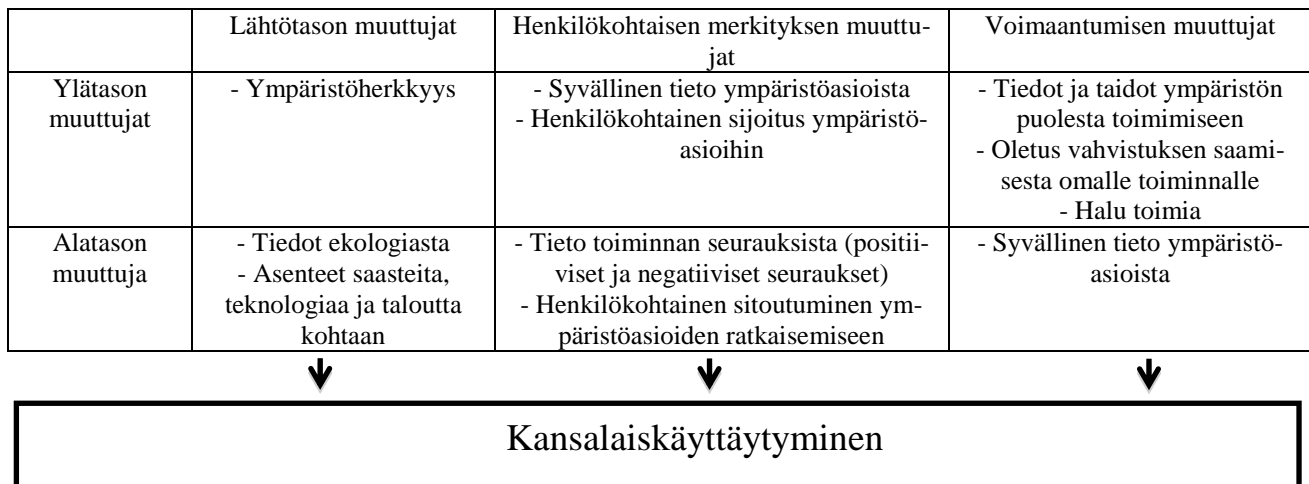 Lähtötason muuttujat
Henkilökohtaisen merkityksen muuttu-
jat
Voimaantumisen muuttujat
Ylätason
muuttujat
- Ympäristöherkkyys
- Syvällinen tieto ympäristöasioista
- Henkilökohtainen sijoitus ympäristö-
asioihin
- Tiedot ja taidot ympäristön
puolesta toimimiseen
- Oletus vahvistuksen saami-
sesta omalle toiminnalle
- Halu toimia
Alatason
muuttuja
- Tiedot ekologiasta
- Asenteet saasteita,
teknologiaa ja taloutta
kohtaan
- Tieto toiminnan seurauksista (positii-
viset ja negatiiviset seuraukset)
- Henkilökohtainen sitoutuminen ym-
päristöasioiden ratkaisemiseen
- Syvällinen tieto ympäristö-
asioista
Kansalaiskäyttäytyminen